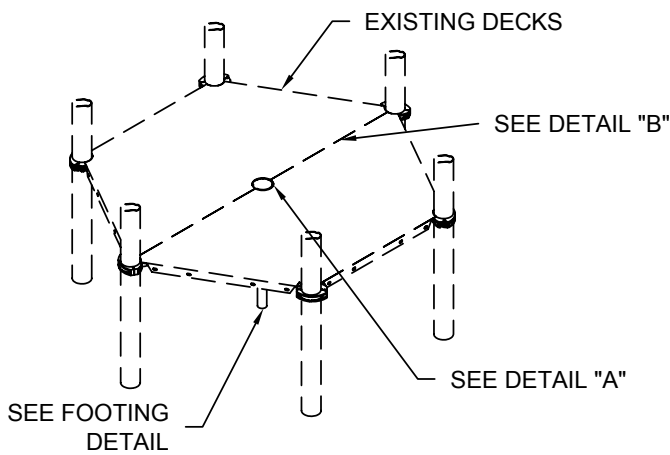 EXISTING DECKS
SEE DETAIL "B"
SEE DETAIL "A"
SEE FOOTING
DETAIL